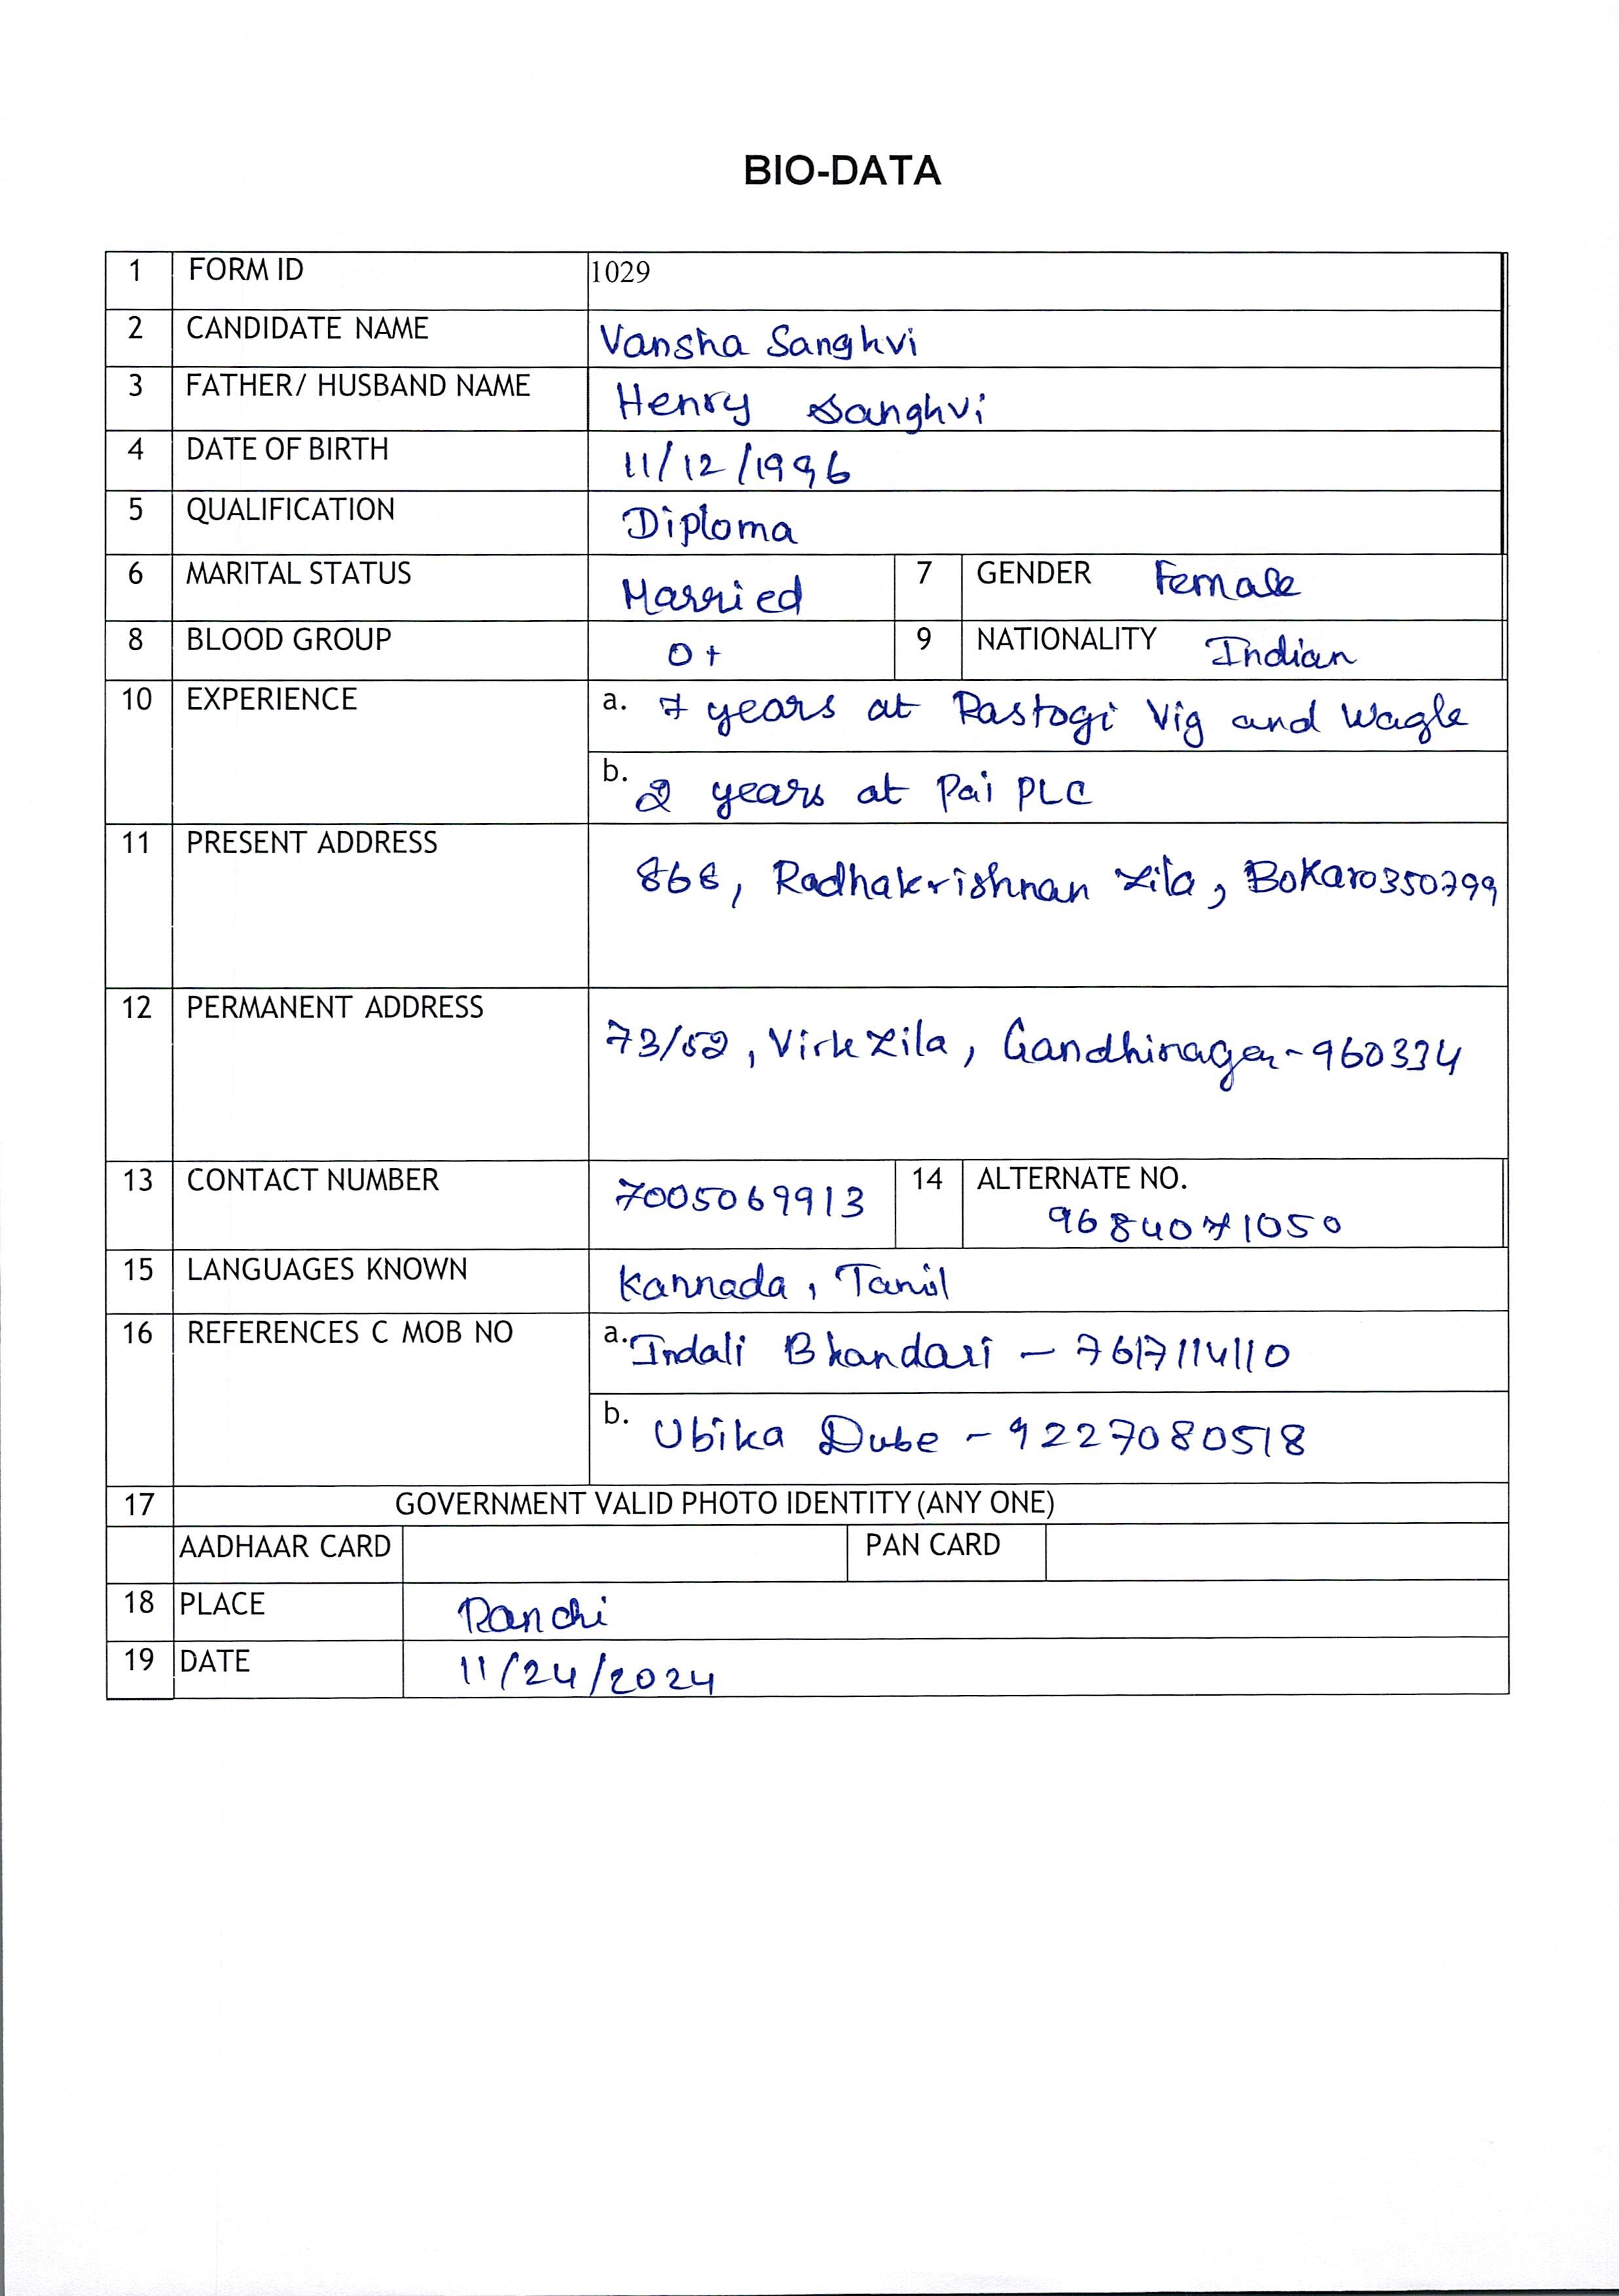 BIO-DATA
1 FORM ID 1029
2 CANDIDATE NAME Vansha Sanghvi
3 FATHER/ HUSBAND NAME Henry Sanghvi
4 DATE OF BIRTH 11/12/1996
5 QUALIFICATION Diploma
6 MARITAL STATUS Married 7 GENDER Female
8 BLOOD GROUP O+ 9 NATIONALITY Indian
10 EXPERIENCE a. 7 years at Rastogi Vig and Wagle
b. 2 years at Pai PLC
11 PRESENT ADDRESS 868, Radhakrishnan Zila, Bokaro350799
12 PERMANENT ADDRESS 73/52, Virk Zila, Gandhinagar-960334
13 CONTACT NUMBER 7005069913 14 ALTERNATE NO.
9684071050
15 LANGUAGES KNOWN Kannada, Tamil
16 REFERENCES C MOB NO a. Indali Bhandari - 7617114110
b. Ubika Dube - 9227080518
17 GOVERNMENT VALID PHOTO IDENTITY (ANY ONE)
AADHAAR CARD PAN CARD
18 PLACE Ranchi
19 DATE 11/24/2024